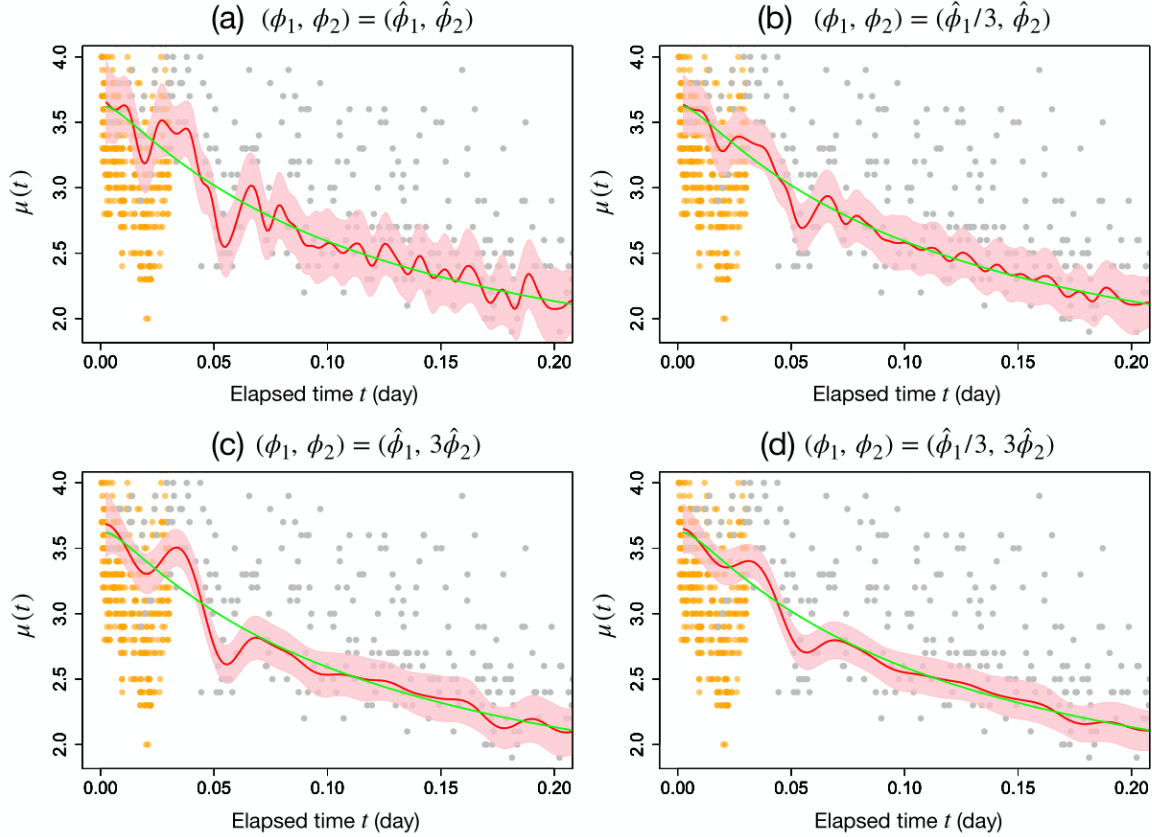 (a) (ϕ₁, ϕ₂) = (ϕ̂₁, ϕ̂₂)
(b) (ϕ₁, ϕ₂) = (ϕ̂₁/3, ϕ̂₂)
4.0
3.5
3.0
2.5
2.0
μ(t)
0.00 0.05 0.10 0.15 0.20
Elapsed time t (day)
4.0
3.5
3.0
2.5
2.0
μ(t)
0.00 0.05 0.10 0.15 0.20
Elapsed time t (day)
(c) (ϕ₁, ϕ₂) = (ϕ̂₁, 3ϕ̂₂)
(d) (ϕ₁, ϕ₂) = (ϕ̂₁/3, 3ϕ̂₂)
4.0
3.5
3.0
2.5
2.0
μ(t)
0.00 0.05 0.10 0.15 0.20
Elapsed time t (day)
4.0
3.5
3.0
2.5
2.0
μ(t)
0.00 0.05 0.10 0.15 0.20
Elapsed time t (day)